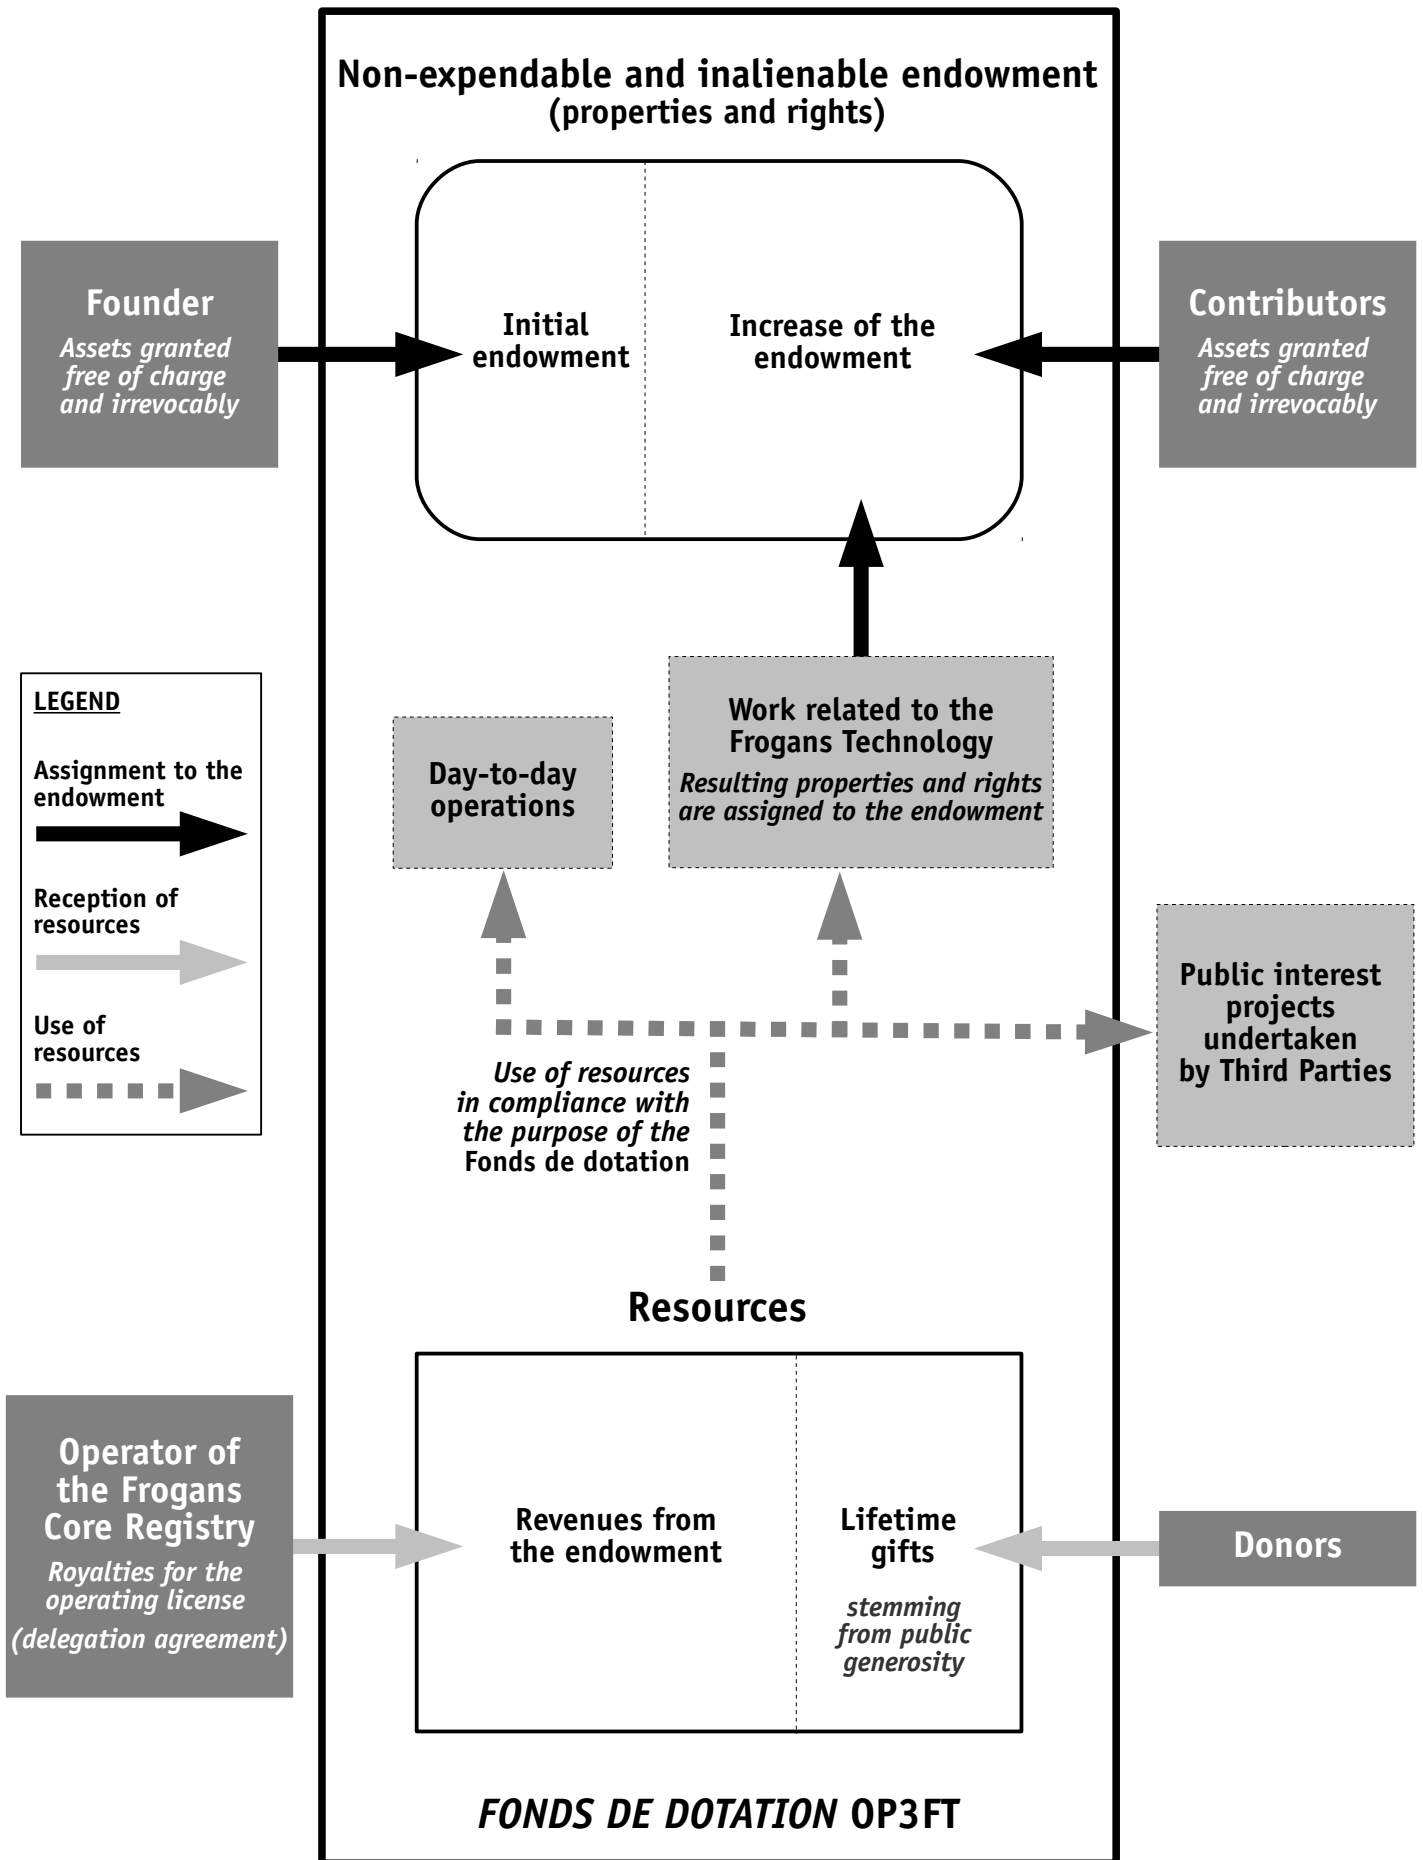 Non-expendable and inalienable endowment
(properties and rights)
Founder
Assets granted
free of charge
and irrevocably
Initial
endowment
Increase of the
endowment
Contributors
Assets granted
free of charge
and irrevocably
LEGEND
Assignment to the
endowment
Reception of
resources
Use of
resources
Day-to-day
operations
Work related to the
Frogans Technology
Resulting properties and rights
are assigned to the endowment
Public interest
projects
undertaken
by Third Parties
Use of resources
in compliance with
the purpose of the
Fonds de dotation
Resources
Operator of
the Frogans
Core Registry
Royalties for the
operating license
(delegation agreement)
Revenues from
the endowment
Lifetime
gifts
stemming
from public
generosity
Donors
FONDS DE DOTATION OP3FT